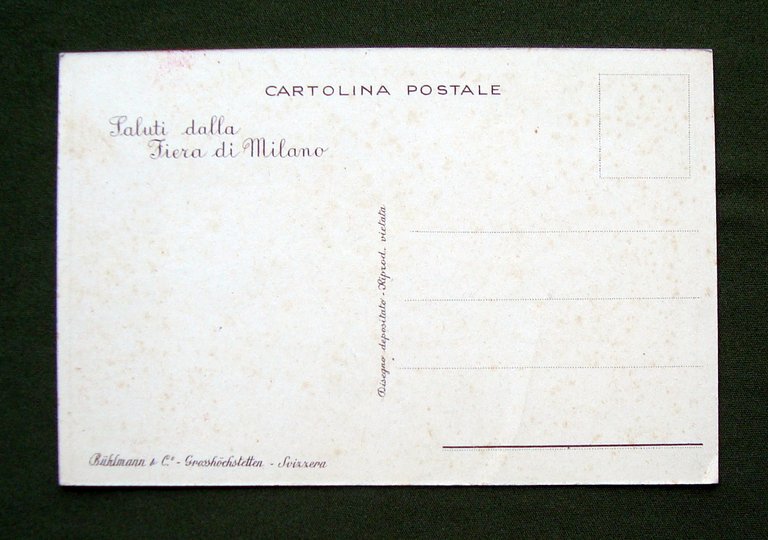 CARTOLINA POSTALE
Saluti dalla
Fiera di Milano
Disegno depositato - Riprod. vietata
Bühlmann & C.º - Grosshöchstetten - Svizzera